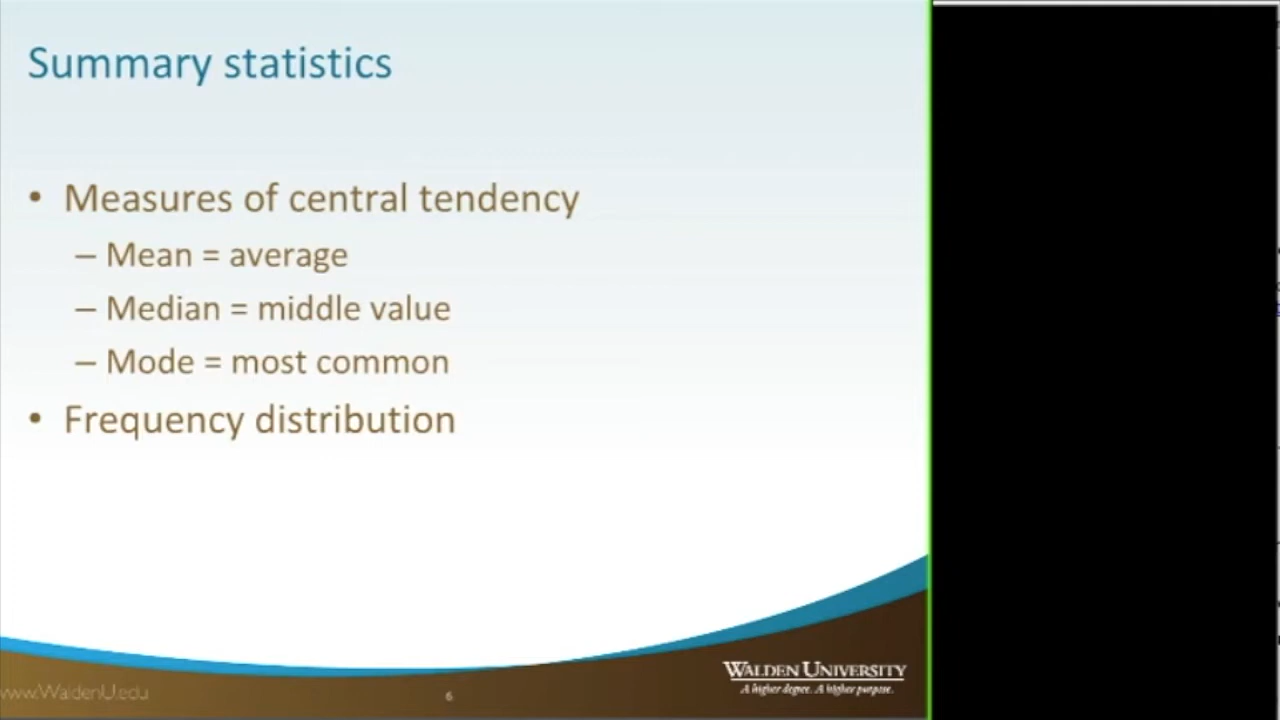 Summary statistics
• Measures of central tendency
– Mean = average
– Median = middle value
– Mode = most common
• Frequency distribution
www.WaldenU.edu
6
WALDEN UNIVERSITY
A higher degree. A higher purpose.